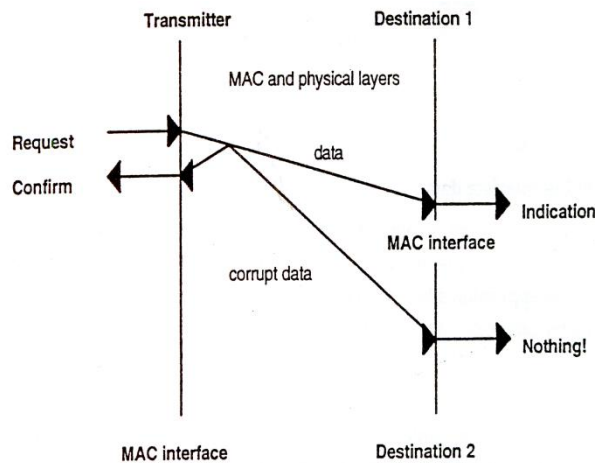 Transmitter
Destination 1
MAC and physical layers
Request
data
Confirm
Indication
MAC interface
corrupt data
Nothing!
MAC interface
Destination 2